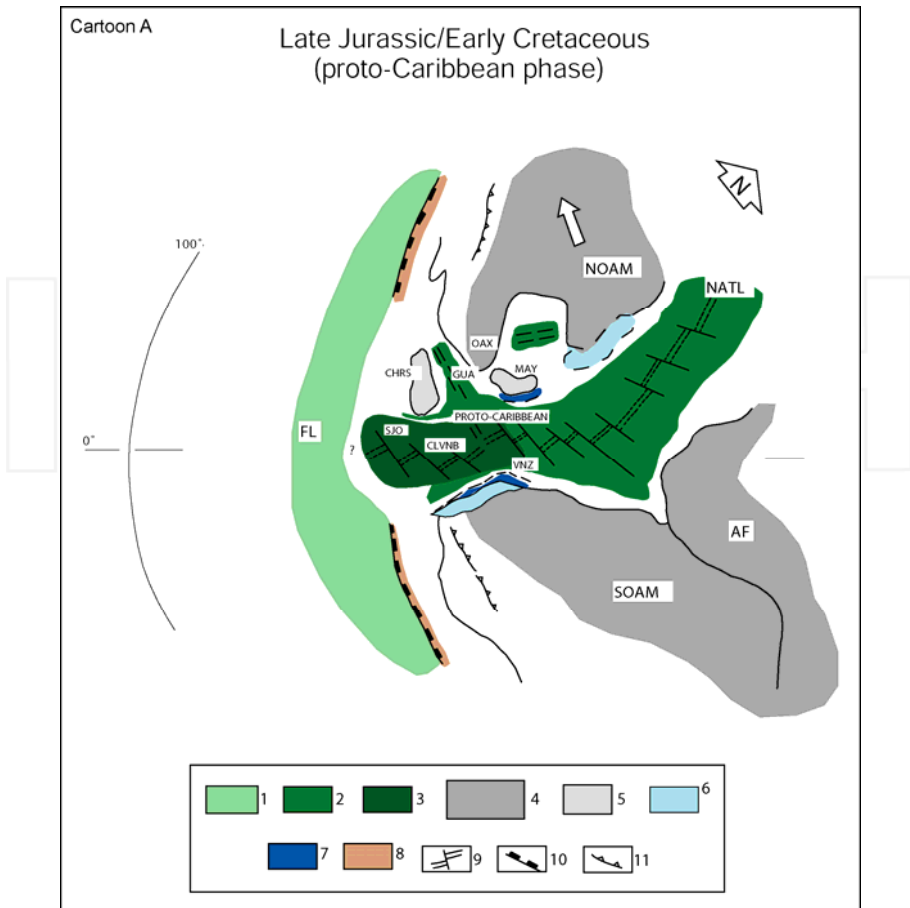 Cartoon A
Late Jurassic/Early Cretaceous
(proto-Caribbean phase)
N
100°
NOAM
NATL
OAX
CHRS
GUA
MAY
PROTO-CARIBBEAN
SJO
FL
CLVNB
0°
?
VNZ
AF
SOAM
1
2
3
4
5
6
7
8
9
10
11